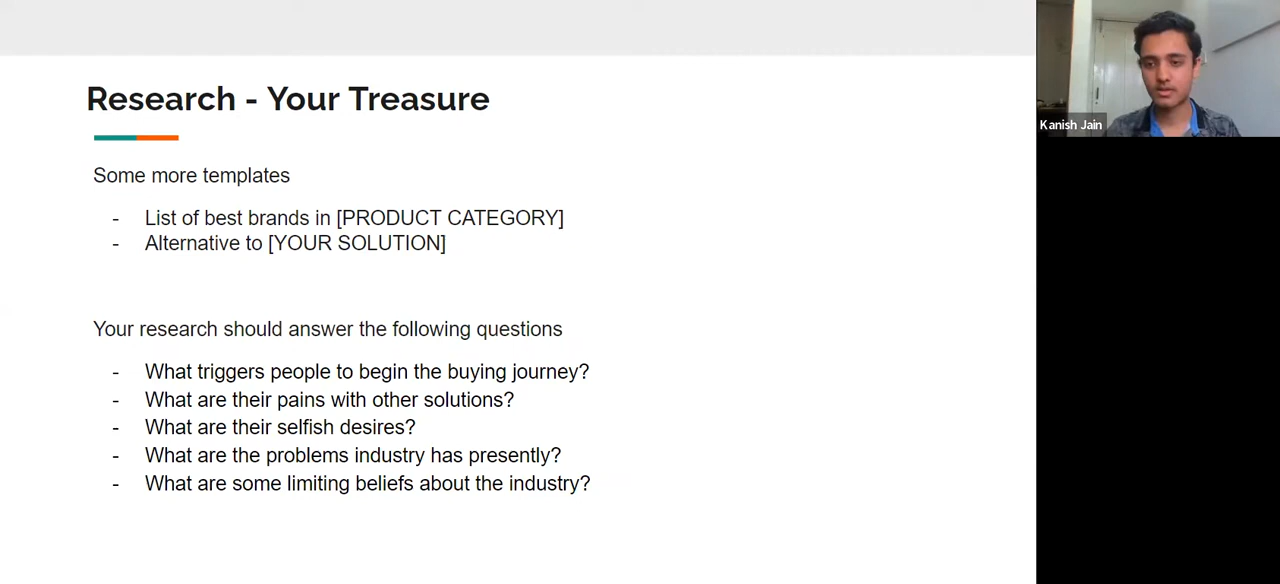 Research - Your Treasure
Some more templates
- List of best brands in [PRODUCT CATEGORY]
- Alternative to [YOUR SOLUTION]
Your research should answer the following questions
- What triggers people to begin the buying journey?
- What are their pains with other solutions?
- What are their selfish desires?
- What are the problems industry has presently?
- What are some limiting beliefs about the industry?
Kanish Jain